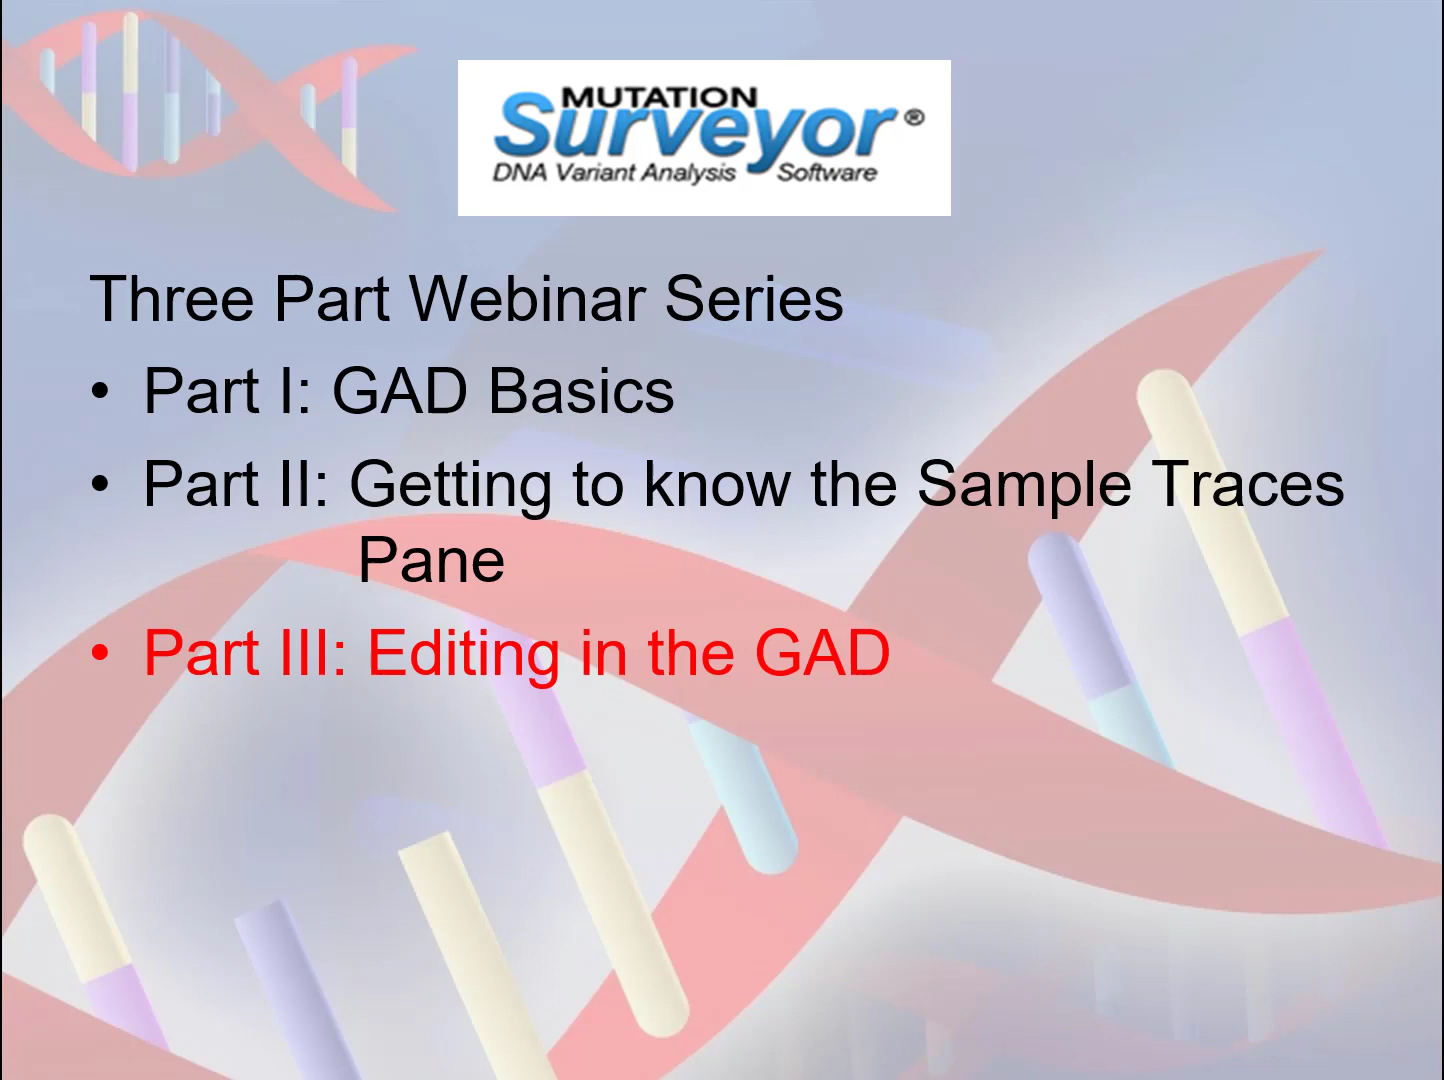 MUTATION
Surveyor®
DNA Variant Analysis Software
Three Part Webinar Series
• Part I: GAD Basics
• Part II: Getting to know the Sample Traces
Pane
• Part III: Editing in the GAD